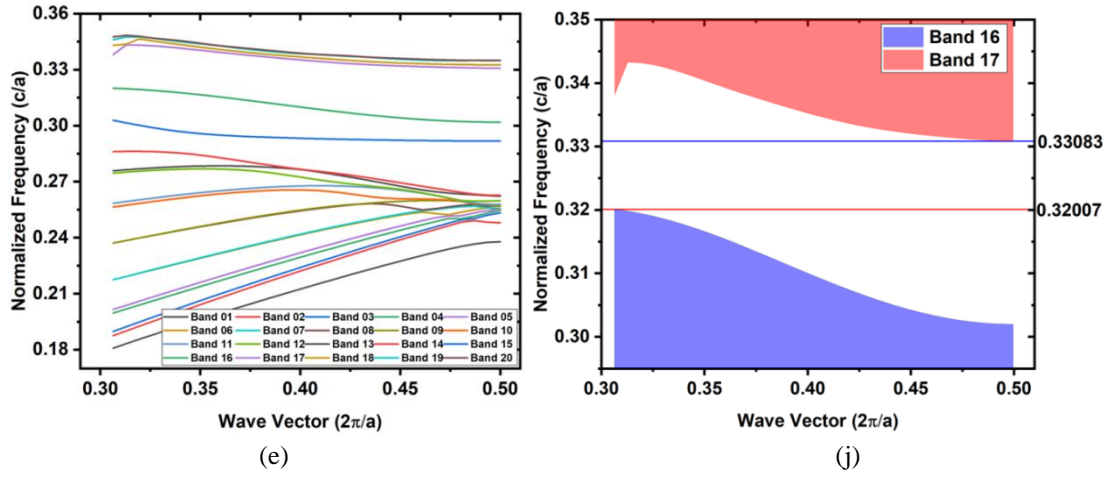 0.36
0.33
0.30
0.27
0.24
0.21
0.18
Normalized Frequency (c/a)
Band 01 Band 02 Band 03 Band 04 Band 05
Band 06 Band 07 Band 08 Band 09 Band 10
Band 11 Band 12 Band 13 Band 14 Band 15
Band 16 Band 17 Band 18 Band 19 Band 20
0.30 0.35 0.40 0.45 0.50
Wave Vector (2π/a)
(e)
0.35
0.34
0.33
0.32
0.31
0.30
Normalized Frequency (c/a)
Band 16
Band 17
0.33083
0.32007
0.30 0.35 0.40 0.45 0.50
Wave Vector (2π/a)
(j)